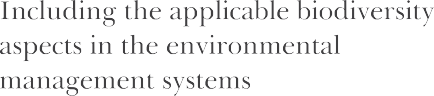 Including the applicable biodiversity
aspects in the environmental
management systems